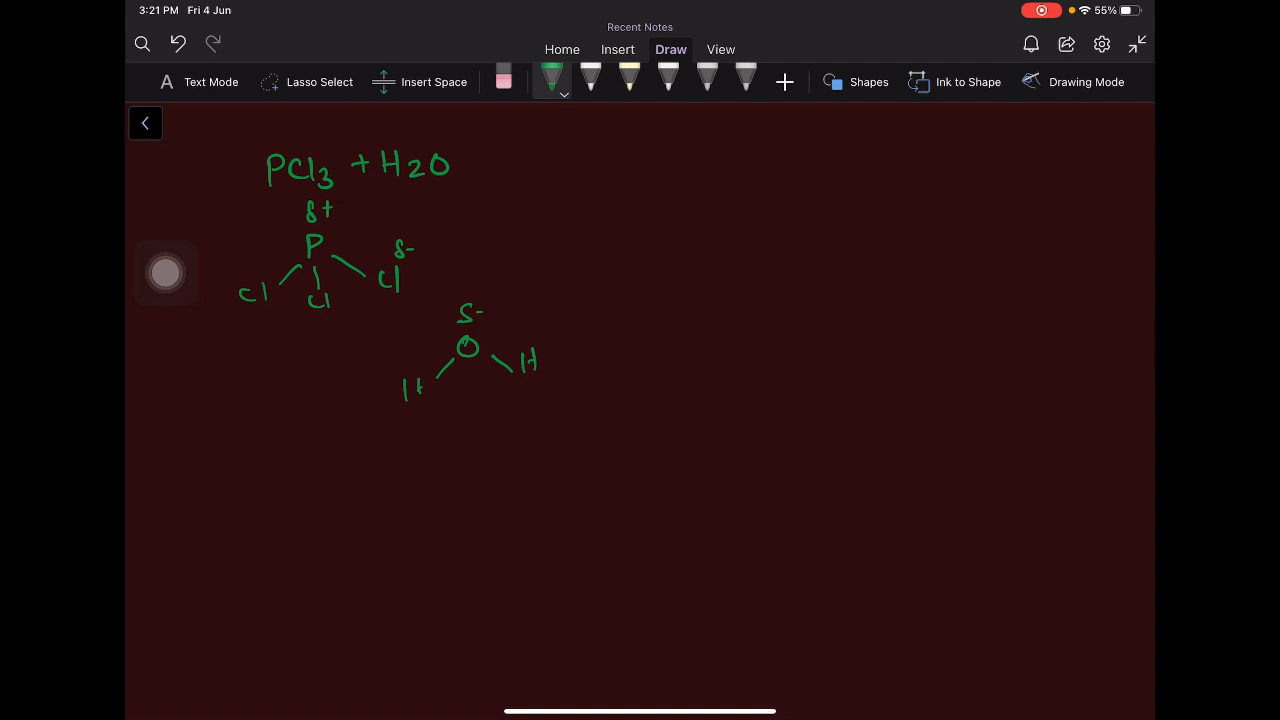 3:21 PM Fri 4 Jun 55%
Recent Notes
Home Insert Draw View
A Text Mode Lasso Select Insert Space Shapes Ink to Shape Drawing Mode
PCl3 + H2O
δ+
P δ-
Cl Cl Cl
δ-
O
H H